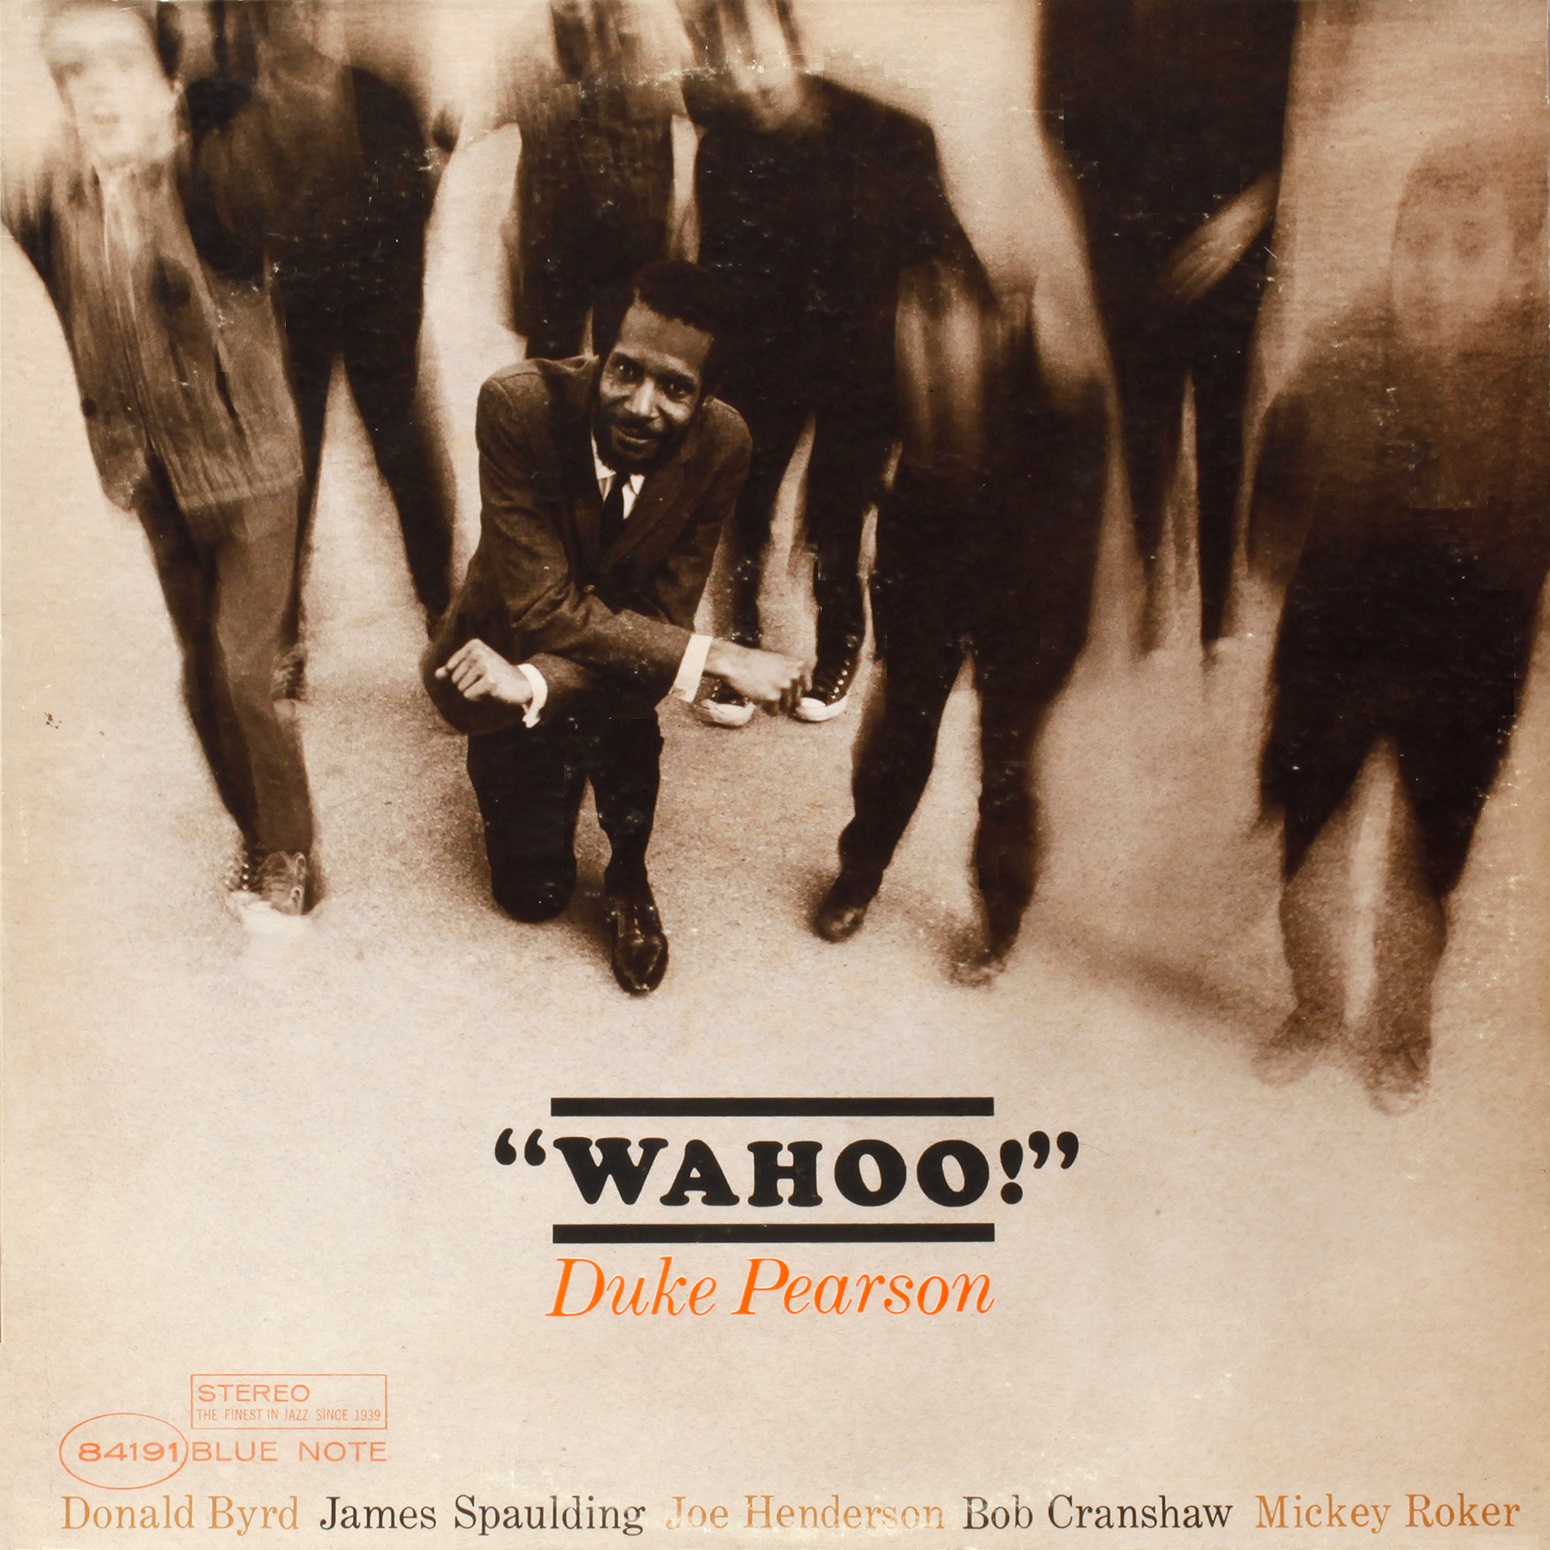 “WAHOO!”
Duke Pearson
STEREO
THE FINEST IN JAZZ SINCE 1939
84191 BLUE NOTE
Donald Byrd James Spaulding Joe Henderson Bob Cranshaw Mickey Roker